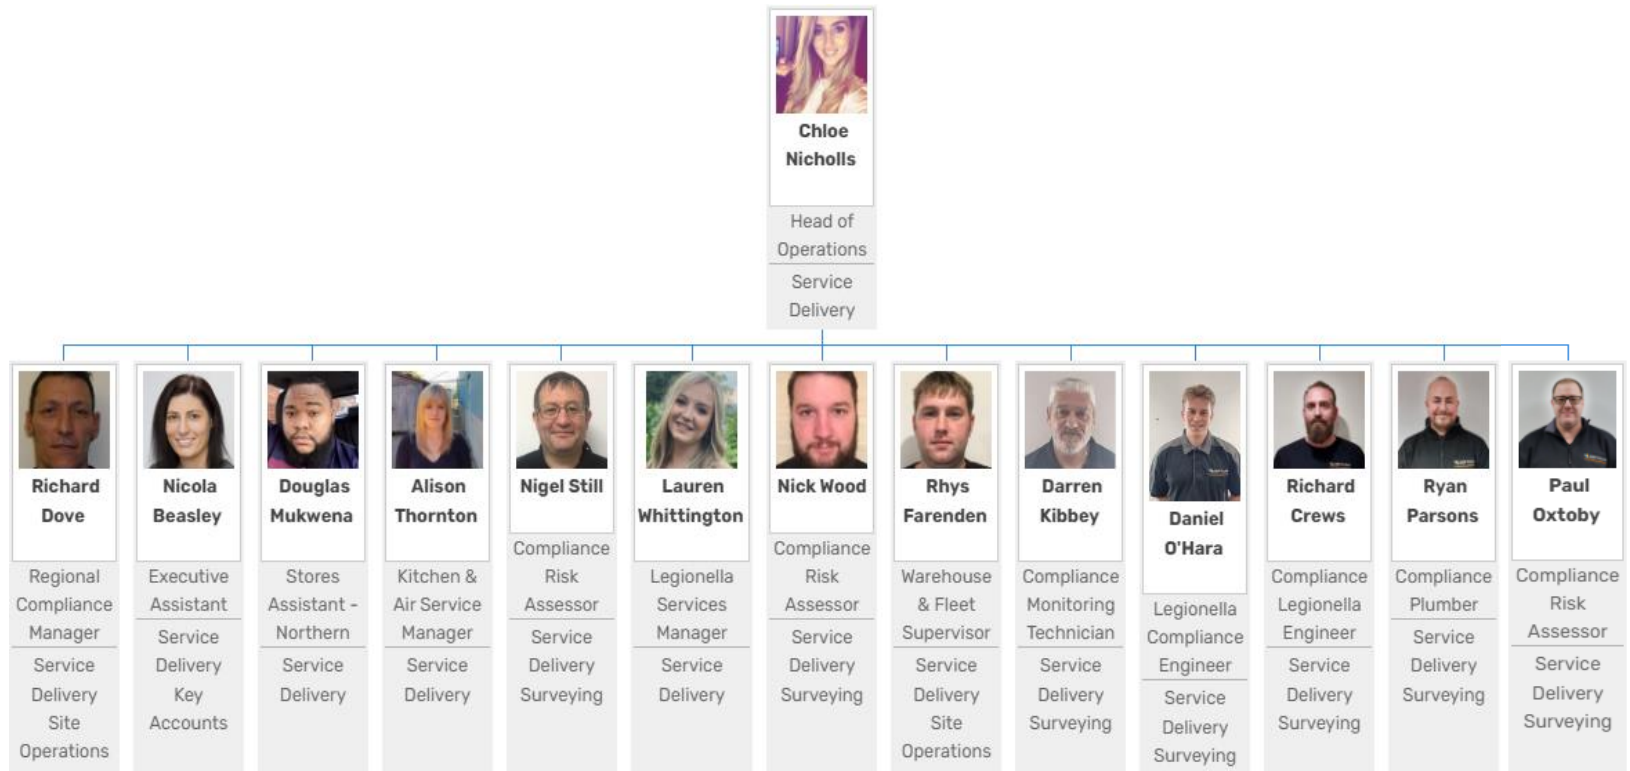 Chloe
Nicholls
Head of
Operations
Service
Delivery
Richard
Dove
Regional
Compliance
Manager
Service
Delivery
Site
Operations
Nicola
Beasley
Executive
Assistant
Service
Delivery
Key
Accounts
Douglas
Mukwena
Stores
Assistant -
Northern
Service
Delivery
Alison
Thornton
Kitchen &
Air Service
Manager
Service
Delivery
Nigel Still
Compliance
Risk
Assessor
Service
Delivery
Surveying
Lauren
Whittington
Legionella
Services
Manager
Service
Delivery
Nick Wood
Compliance
Risk
Assessor
Service
Delivery
Surveying
Rhys
Farenden
Warehouse
& Fleet
Supervisor
Service
Delivery
Site
Operations
Darren
Kibbey
Compliance
Monitoring
Technician
Service
Delivery
Surveying
Daniel
O'Hara
Legionella
Compliance
Engineer
Service
Delivery
Surveying
Richard
Crews
Compliance
Legionella
Engineer
Service
Delivery
Surveying
Ryan
Parsons
Compliance
Plumber
Service
Delivery
Surveying
Paul
Oxtoby
Compliance
Risk
Assessor
Service
Delivery
Surveying